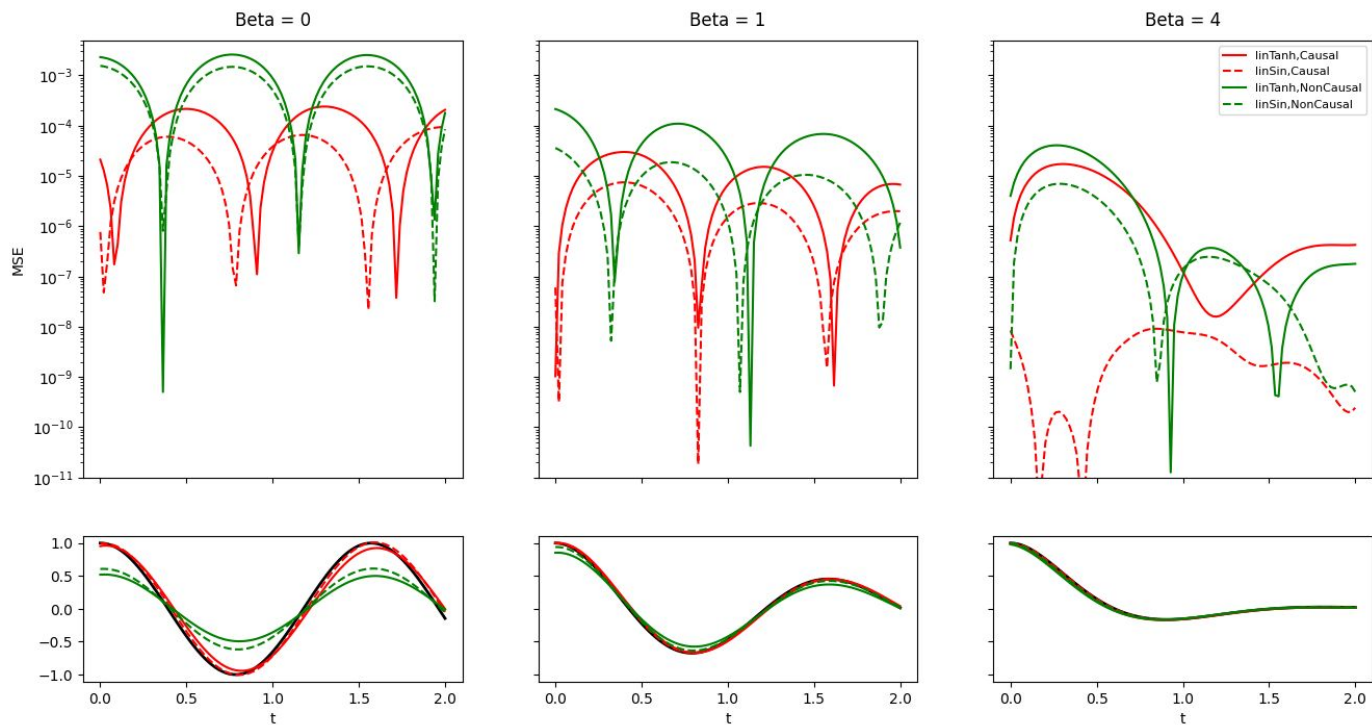 Beta = 0
Beta = 1
Beta = 4
linTanh,Causal
linSin,Causal
linTanh,NonCausal
linSin,NonCausal
MSE
10⁻³
10⁻⁴
10⁻⁵
10⁻⁶
10⁻⁷
10⁻⁸
10⁻⁹
10⁻¹⁰
10⁻¹¹
1.0
0.5
0.0
−0.5
−1.0
0.0 0.5 1.0 1.5 2.0
t
0.0 0.5 1.0 1.5 2.0
t
0.0 0.5 1.0 1.5 2.0
t